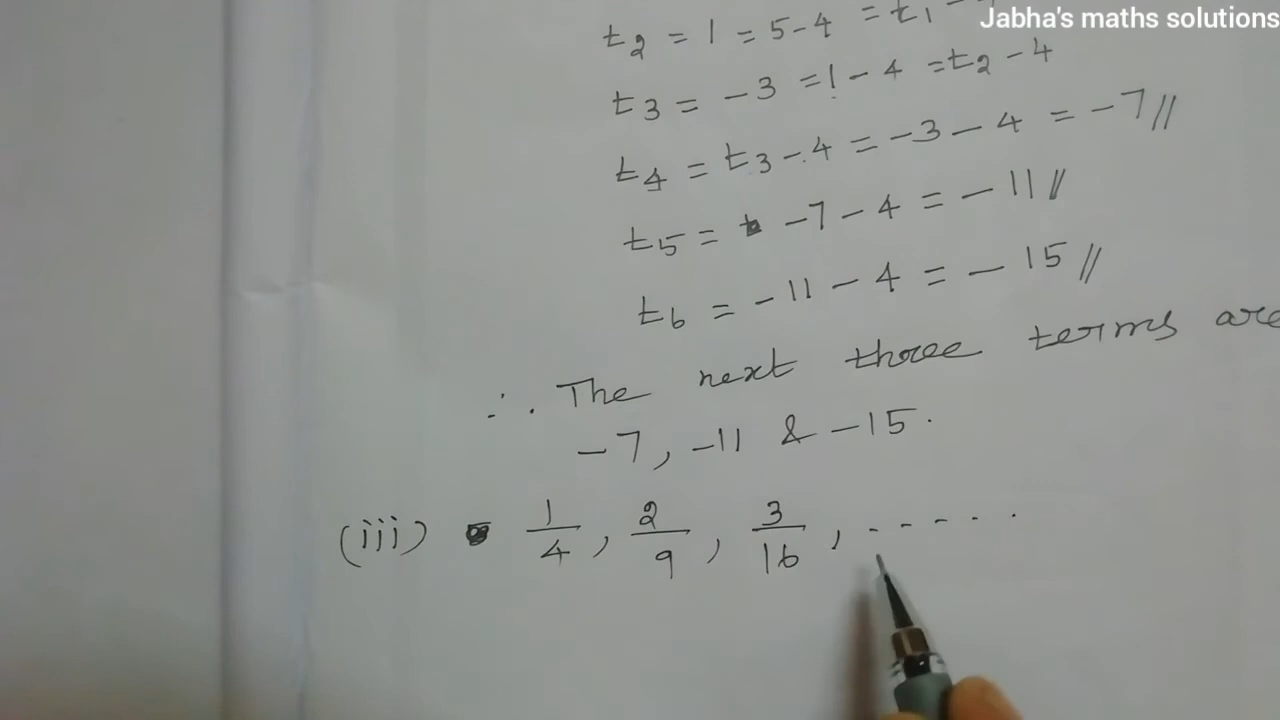 Jabha's maths solutions
t2 = 1 = 5-4 = t1 -
t3 = -3 = 1 - 4 = t2 - 4
t4 = t3 - 4 = -3 - 4 = -7//
t5 = -7 - 4 = -11//
t6 = -11 - 4 = -15//
∴ The next three terms are
-7, -11 & -15.
(iii) 1/4, 2/9, 3/16, .....